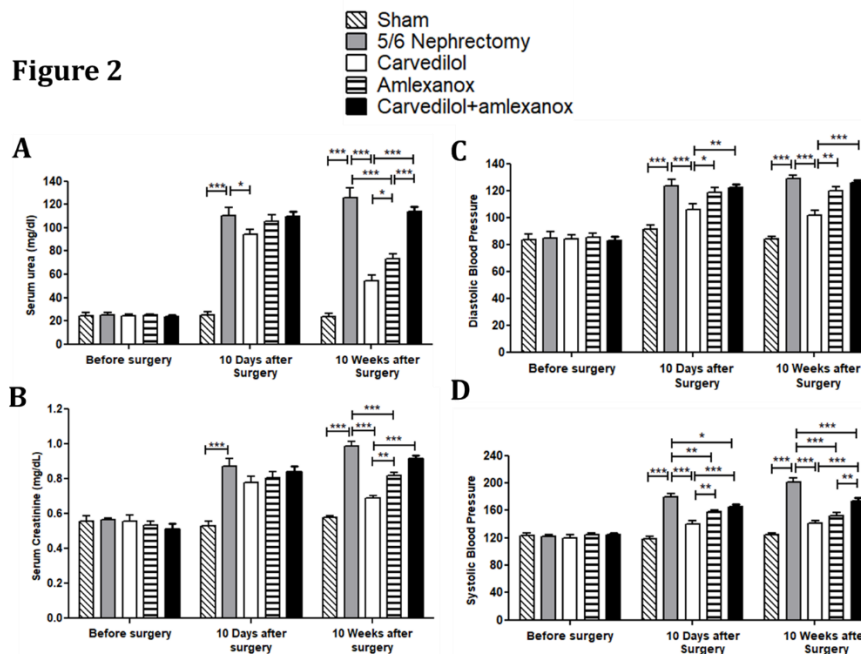 Figure 2
Sham
5/6 Nephrectomy
Carvedilol
Amlexanox
Carvedilol+amlexanox
A
Serum urea (mg/dl)
140
120
100
80
60
40
20
0
***
*
***
***
***
***
***
*
Before surgery
10 Days after
Surgery
10 Weeks after
Surgery
B
Serum Creatinine (mg/dL)
1.2
1.0
0.8
0.6
0.4
0.2
0.0
***
***
***
***
***
**
Before surgery
10 Days after
surgery
10 Weeks after
surgery
C
Diastolic Blood Pressure
140
120
100
80
60
40
20
0
**
***
***
*
***
***
***
**
Before surgery
10 Days after
Surgery
10 Weeks after
Surgery
D
Systolic Blood Pressure
240
200
160
120
80
40
0
*
**
***
***
***
**
***
***
***
***
***
**
Before surgery
10 Days after
Surgery
10 Weeks after
Surgery